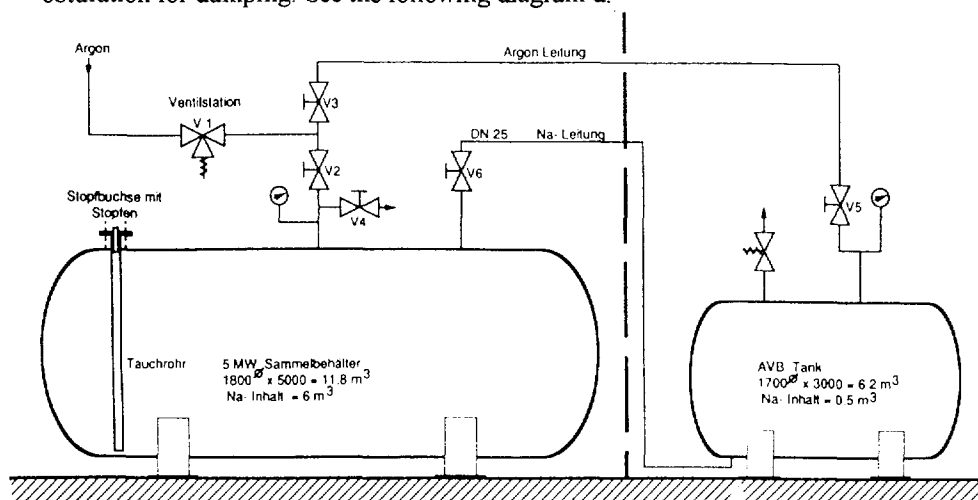 Argon
Ventilstation
V 1
V3
V2
V4
Argon Leitung
DN 25 Na- Leitung
V6
V5
Stopfbuchse mit
Stopfen
Tauchrohr
5 MW Sammelbehälter
1800 ø x 5000 = 11.8 m³
Na- Inhalt = 6 m³
AVB Tank
1700ø x 3000 = 6.2 m³
Na- Inhalt = 0.5 m³